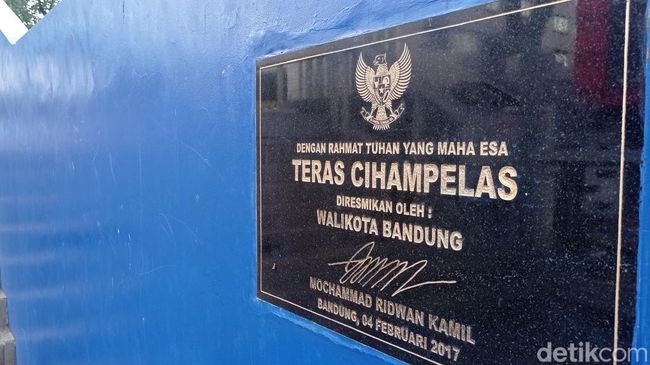 DENGAN RAHMAT TUHAN YANG MAHA ESA
TERAS CIHAMPELAS
DIRESMIKAN OLEH :
WALIKOTA BANDUNG
MOCHAMMAD RIDWAN KAMIL
BANDUNG, 04 FEBRUARI 2017
detikcom